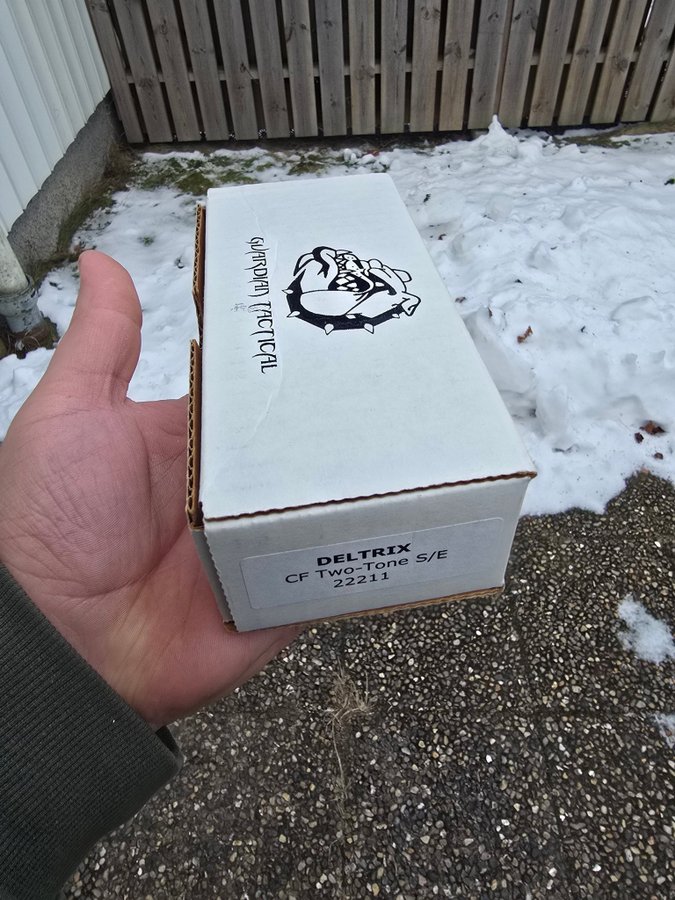 GUARDIAN TACTICAL
DELTRIX
CF Two-Tone S/E
22211